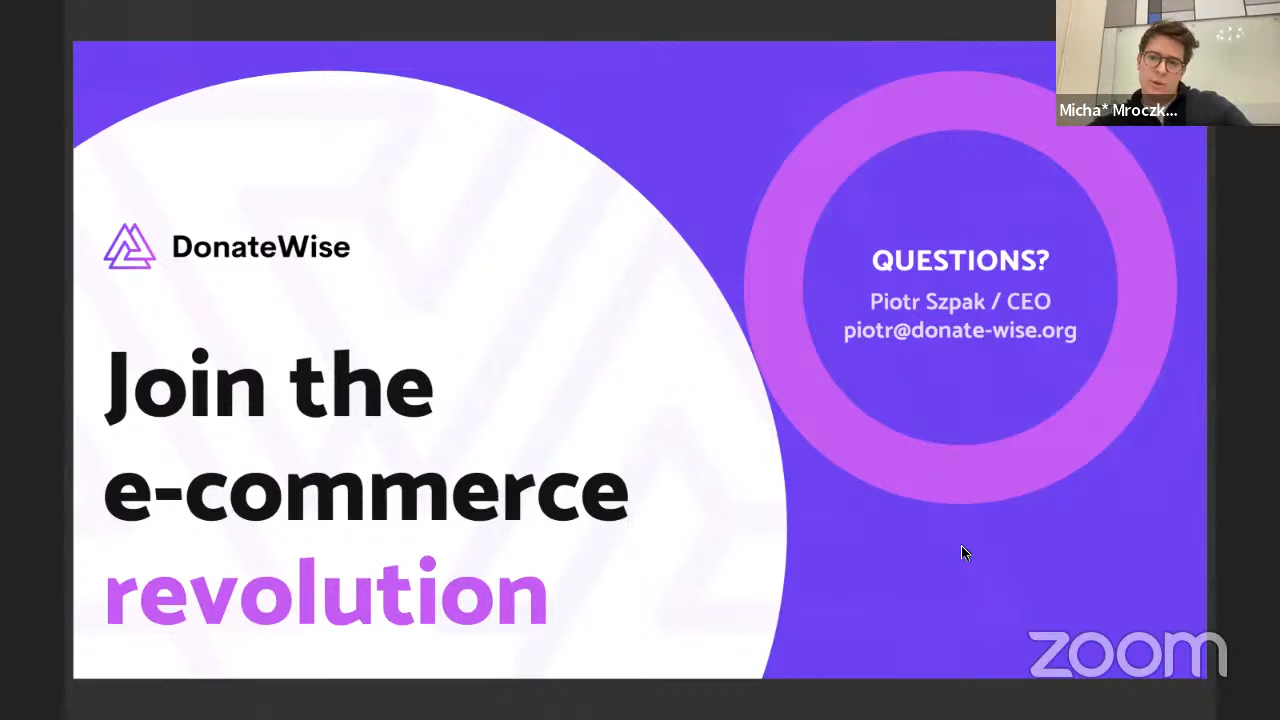 Micha* Mroczk...
DonateWise
Join the
e-commerce
revolution
QUESTIONS?
Piotr Szpak / CEO
piotr@donate-wise.org
zoom